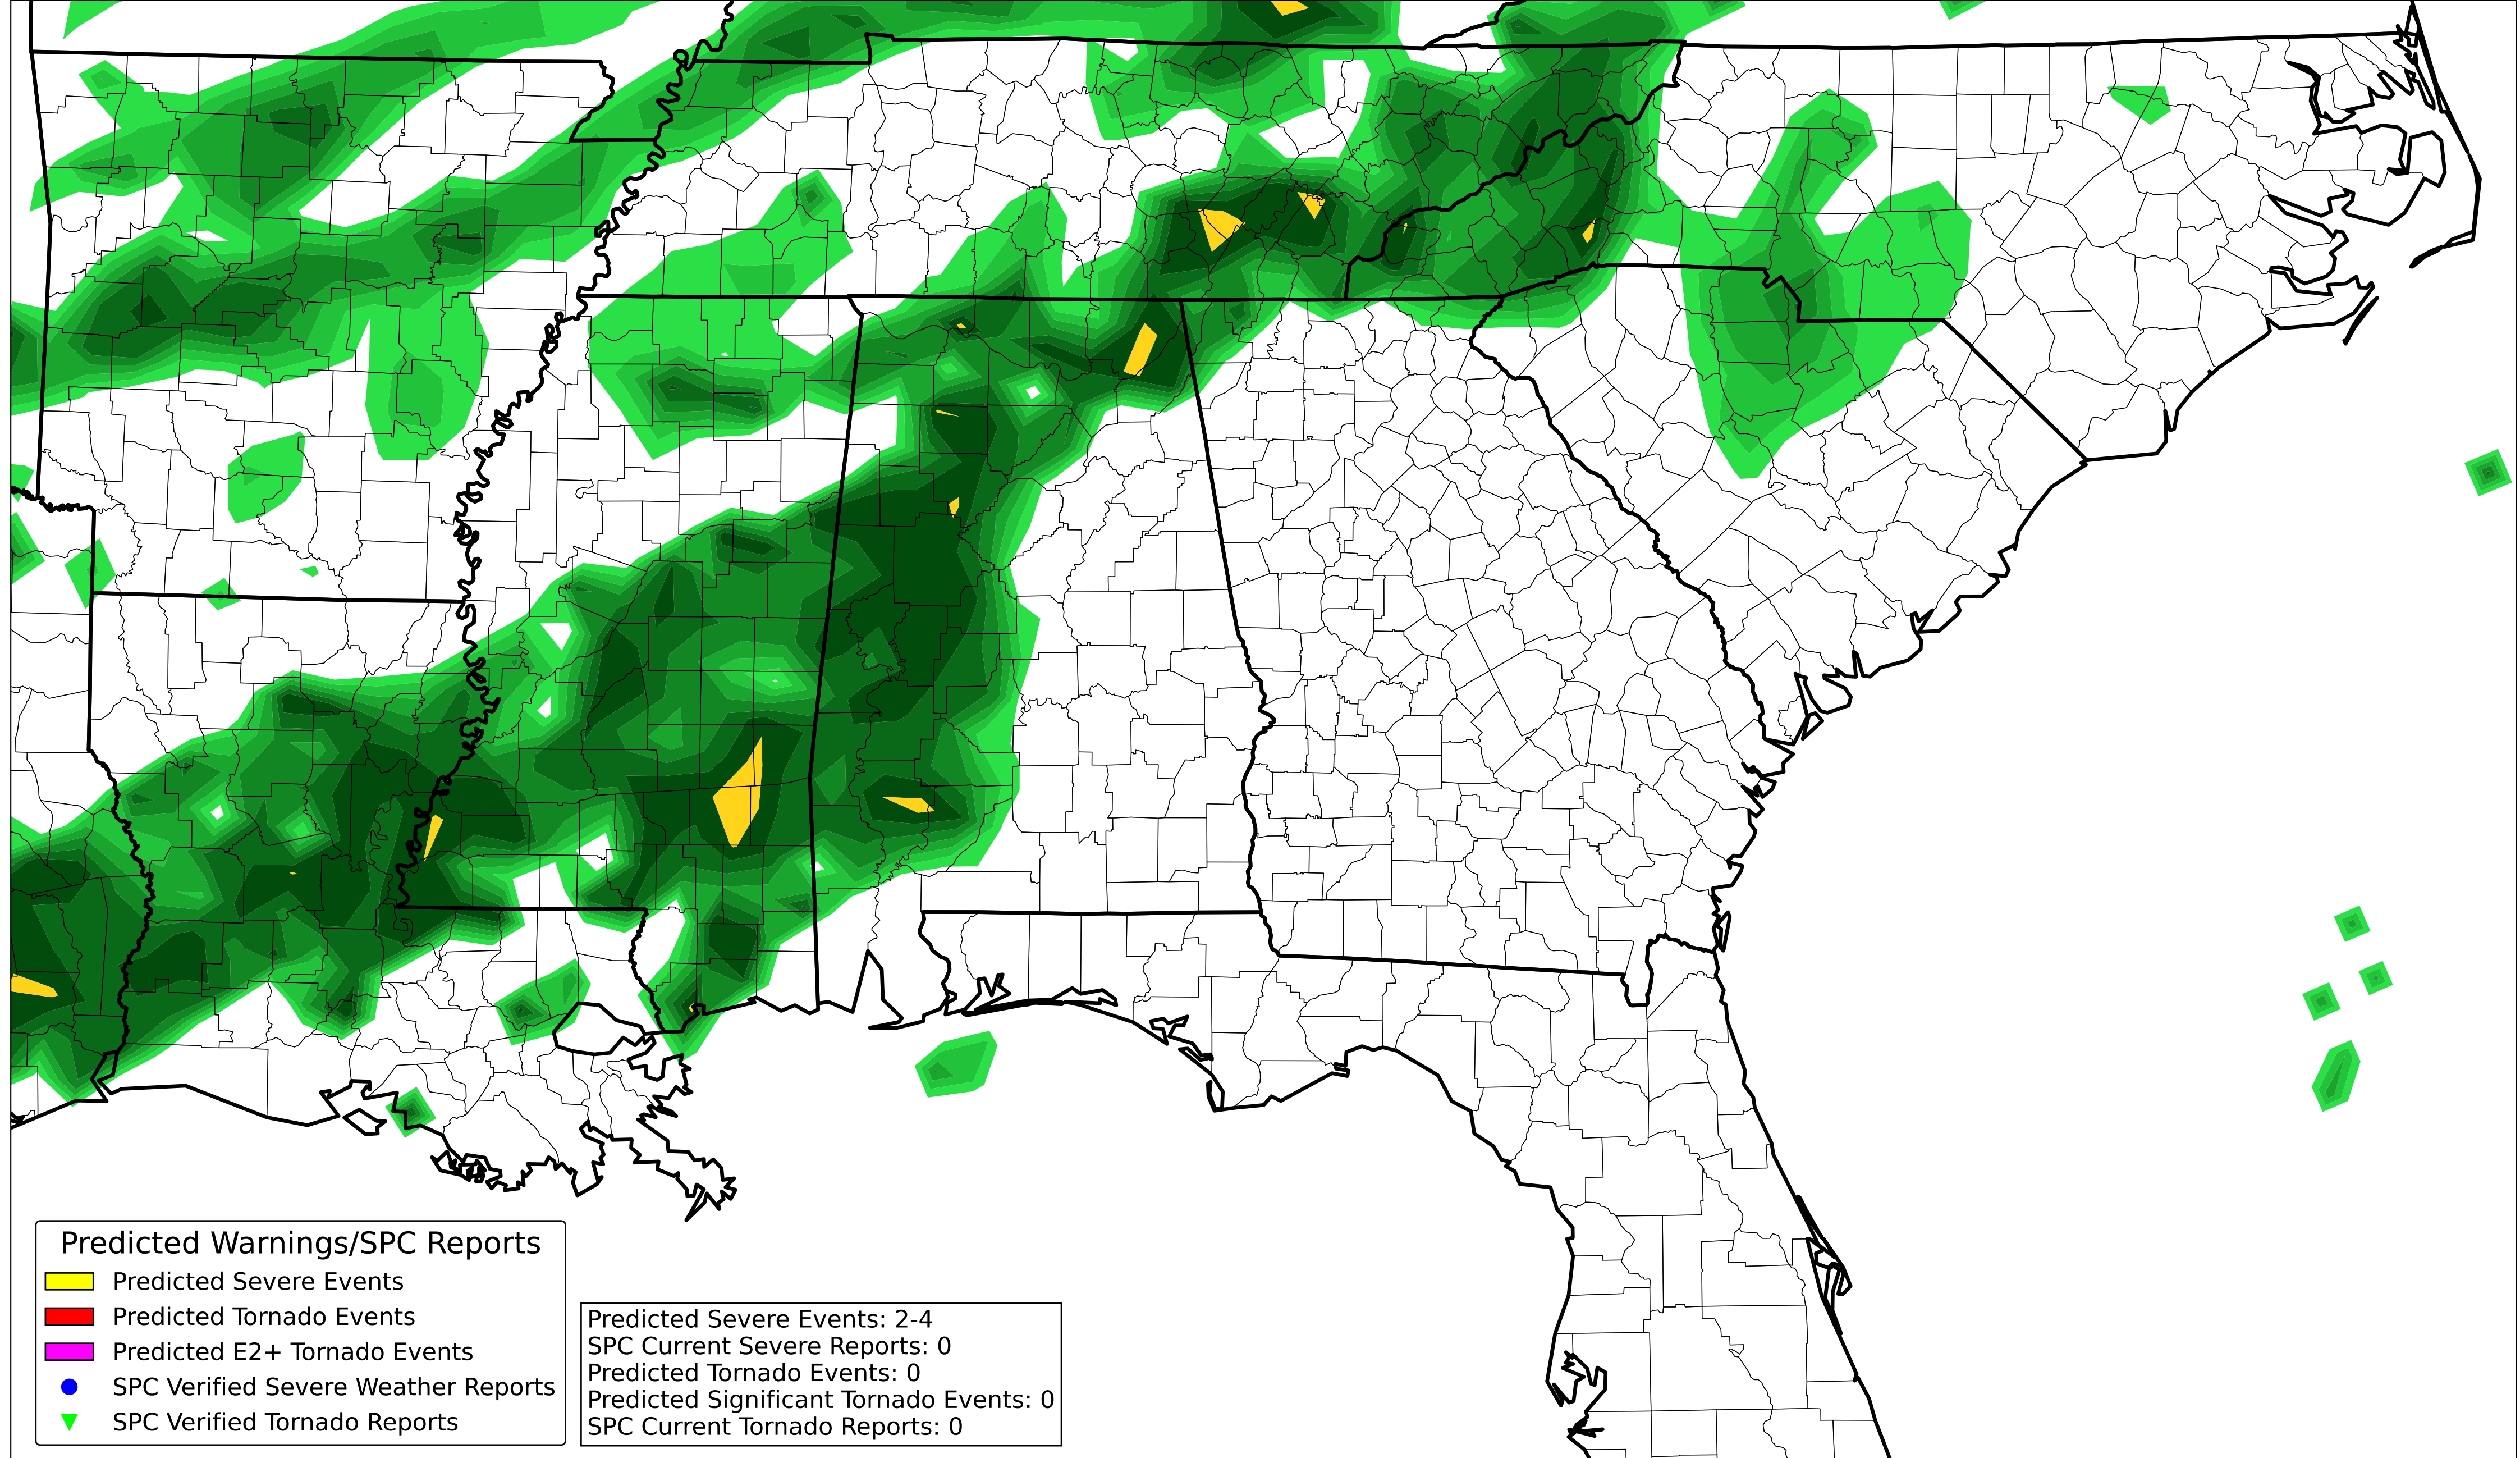 Predicted Warnings/SPC Reports
Predicted Severe Events
Predicted Tornado Events
Predicted E2+ Tornado Events
SPC Verified Severe Weather Reports
SPC Verified Tornado Reports
Predicted Severe Events: 2-4
SPC Current Severe Reports: 0
Predicted Tornado Events: 0
Predicted Significant Tornado Events: 0
SPC Current Tornado Reports: 0